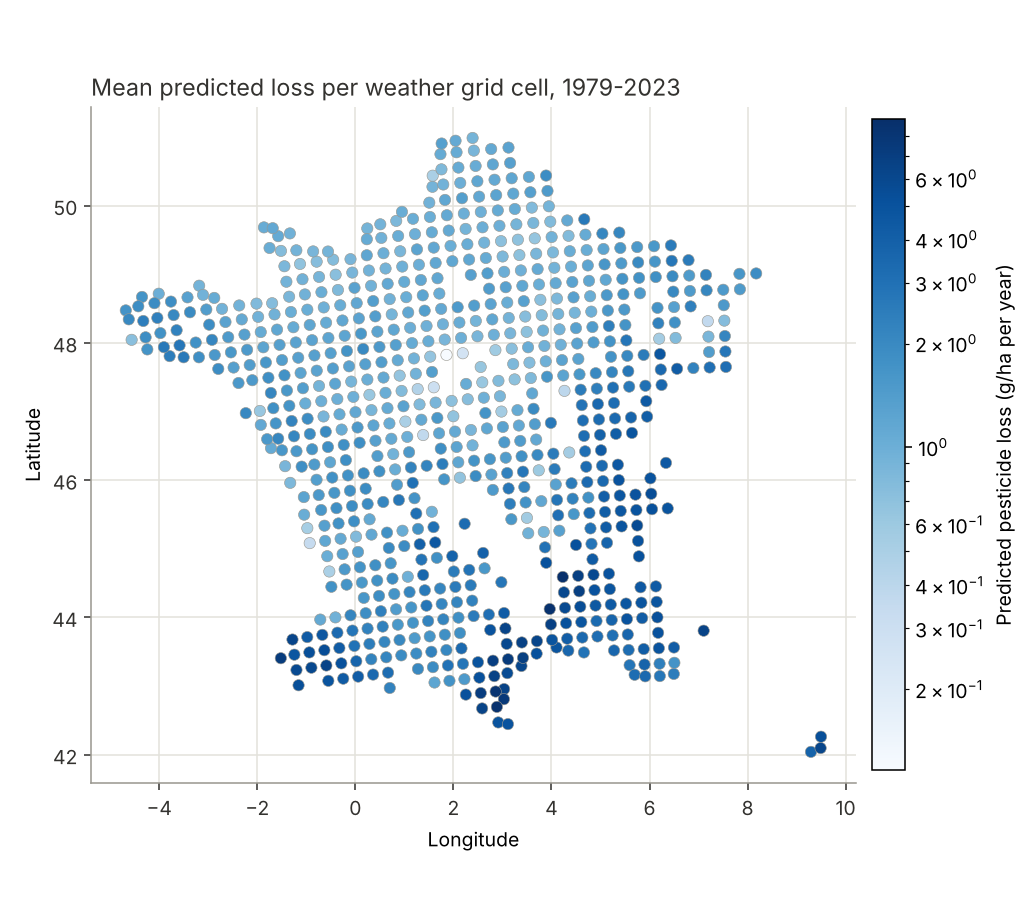 Mean predicted loss per weather grid cell, 1979-2023
50
48
46
44
42
Latitude
−4
−2
0
2
4
6
8
10
Longitude
6 × 10⁰
4 × 10⁰
3 × 10⁰
2 × 10⁰
10⁰
6 × 10⁻¹
4 × 10⁻¹
3 × 10⁻¹
2 × 10⁻¹
Predicted pesticide loss (g/ha per year)